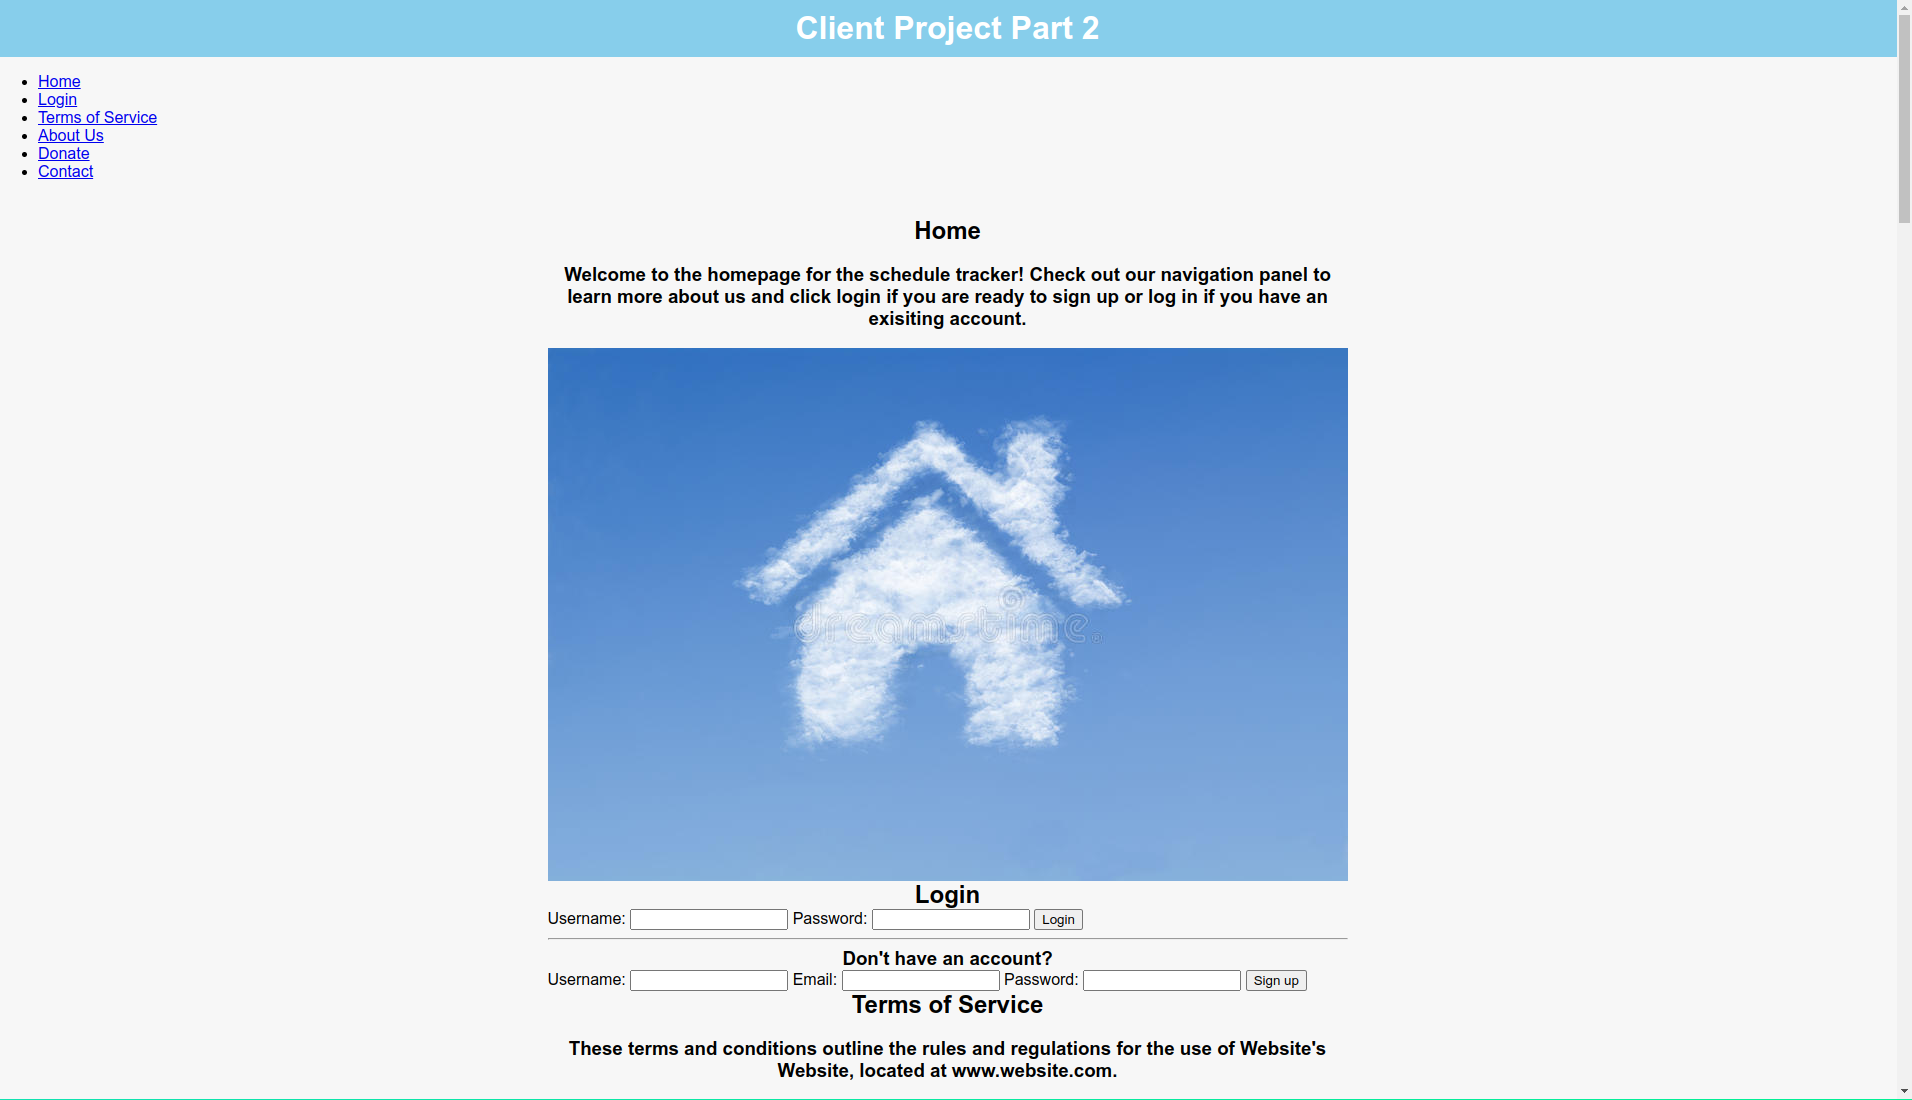 Client Project Part 2
Home
Login
Terms of Service
About Us
Donate
Contact
Home
Welcome to the homepage for the schedule tracker! Check out our navigation panel to
learn more about us and click login if you are ready to sign up or log in if you have an
exisiting account.
dreamstime®
Login
Username: Password: Login
Don't have an account?
Username: Email: Password: Sign up
Terms of Service
These terms and conditions outline the rules and regulations for the use of Website's
Website, located at www.website.com.